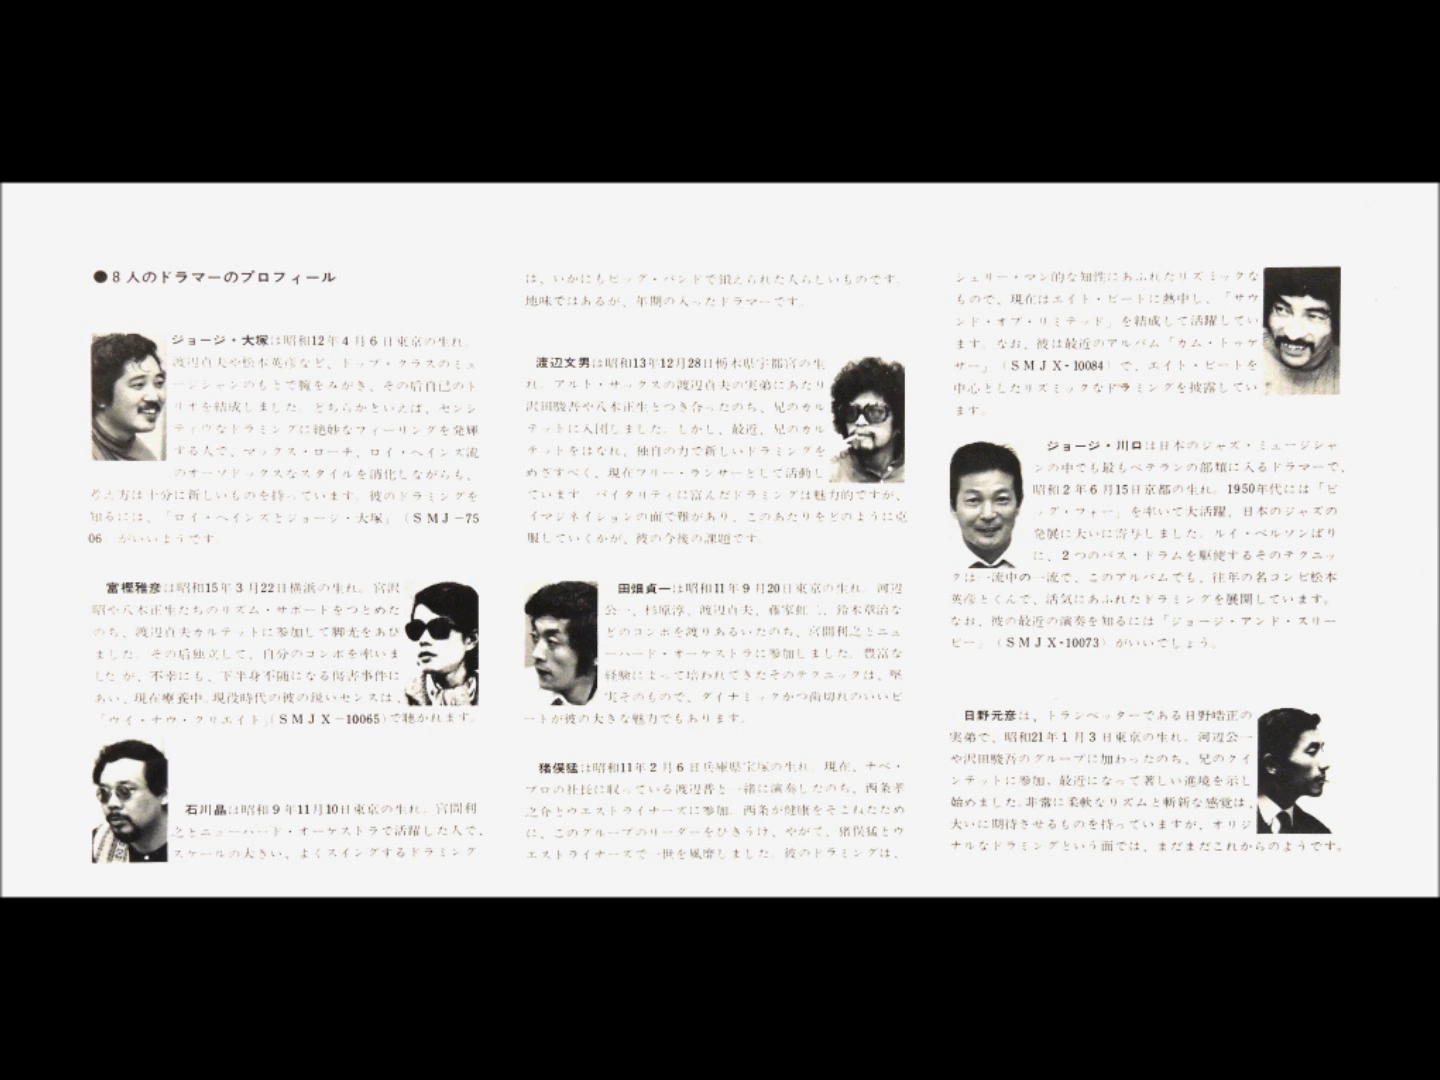 ●8人のドラマーのプロフィール
ジョージ・大塚は昭和12年4月6日東京の生れ。
渡辺貞夫や松本英彦など、トップ・クラスのミュ
ージシャンのもとで腕をみがき、その后自己のト
リオを結成しました。どちらかといえば、センシ
ティヴなドラミングに絶妙なフィーリングを発揮
する人で、マックス・ローチ、ロイ・ヘインズ流
のオーソドックスなスタイルを消化しながらも、
考え方は十分に新しいものを持っています。彼のドラミングを
知るには、「ロイ・ヘインズとジョージ・大塚」(SMJ-75
06)がいいようです。
富樫雅彦は昭和15年3月22日横浜の生れ。宮沢
昭や八木正生たちのリズム・サポートをつとめた
のち、渡辺貞夫カルテットに参加して脚光をあび
ました。その后独立して、自分のコンボを率いま
したが、不幸にも、下半身不随になる傷害事件に
あい、現在療養中。現役時代の彼の鋭いセンスは、
「ウイ・ナウ・クリエイト」(SMJX-10065)で聴かれます。
石川晶は昭和9年11月10日東京の生れ。宮間利
之とニューハード・オーケストラで活躍した人で、
スケールの大きい、よくスイングするドラミング
は、いかにもビッグ・バンドで鍛えられた人らしいものです。
地味ではあるが、年期の入ったドラマーです。
渡辺文男は昭和13年12月28日栃木県宇都宮の生
れ。アルト・サックスの渡辺貞夫の実弟にあたり
沢田駿吾や八木正生とつき合ったのち、兄のカル
テットに入団しました。しかし、最近、兄のカル
テットをはなれ、独自の力で新しいドラミングを
めざすべく、現在フリー・ランサーとして活動し
ています。バイタリティに富んだドラミングは魅力的ですが、
イマジネイションの面で難があり、このあたりをどのように克
服していくかが、彼の今後の課題です。
田畑貞一は昭和11年9月20日東京の生れ。河辺
公一、杉原淳、渡辺貞夫、藤家虹二、鈴木章治な
どのコンボを渡りあるいたのち、宮間利之とニュ
ーハード・オーケストラに参加しました。豊富な
経験によって培われてきたそのテクニックは、堅
実そのもので、ダイナミックかつ歯切れのいいビ
ートが彼の大きな魅力でもあります。
猪俣猛は昭和11年2月6日兵庫県宝塚の生れ。現在、ナベ・
プロの社長に収っている渡辺晋と一緒に演奏したのち、西条孝
之介とウエストライナーズに参加。西条が健康をそこねたため
に、このグループのリーダーをひきうけ、やがて、猪俣猛とウ
エストライナーズで一世を風靡しました。彼のドラミングは、
シェリー・マン的な知性にあふれたリズミックな
もので、現在はエイト・ビートに熱中し、「サウ
ンド・オブ・リミテッド」を結成して活躍してい
ます。なお、彼は最近のアルバム「カム・トゥゲ
ザー」(SMJX-10084)で、エイト・ビートを
中心としたリズミックなドラミングを披露してい
ます。
ジョージ・川口は日本のジャズ・ミュージシャ
ンの中でも最もベテランの部類に入るドラマーで、
昭和2年6月15日京都の生れ。1950年代には「ビ
ッグ・フォー」を率いて大活躍、日本のジャズの
発展に大いに寄与しました。ルイ・ベルソンばり
に、2つのバス・ドラムを駆使するそのテクニッ
クは一流中の一流で、このアルバムでも、往年の名コンビ松本
英彦とくんで、活気にあふれたドラミングを展開しています。
なお、彼の最近の演奏を知るには「ジョージ・アンド・スリー
ピー」(SMJX-10073)がいいでしょう。
日野元彦は、トランペッターである日野皓正の
実弟で、昭和21年1月3日東京の生れ。河辺公一
や沢田駿吾のグループに加わったのち、兄のクイ
ンテットに参加、最近になって著しい進境を示し
始めました。非常に柔軟なリズムと斬新な感覚は、
大いに期待させるものを持っていますが、オリジ
ナルなドラミングという面では、まだまだこれからのようです。